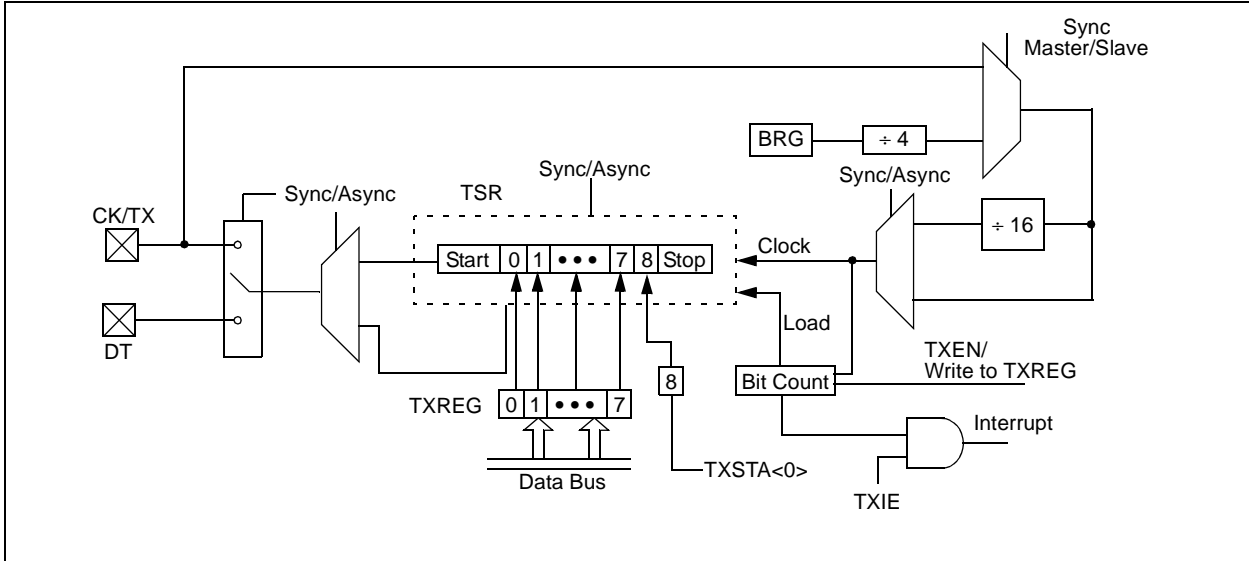 Sync
Master/Slave
BRG
÷ 4
Sync/Async
TSR
Sync/Async
Sync/Async
CK/TX
÷ 16
Start 0 1 ••• 7 8 Stop
Clock
DT
Load
TXEN/
Write to TXREG
8
Bit Count
TXREG 0 1 ••• 7
Interrupt
TXSTA<0>
Data Bus
TXIE